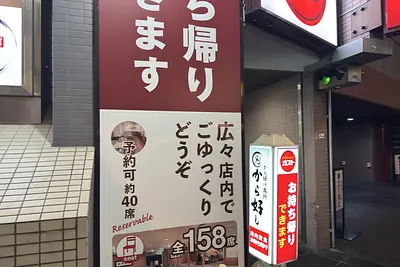 ち帰り
きます
広々店内で
ごゆっくり
どうぞ
予約可 約40席
Reservable
seat
全158席
から好し
ガスト
お持ち帰り
できます